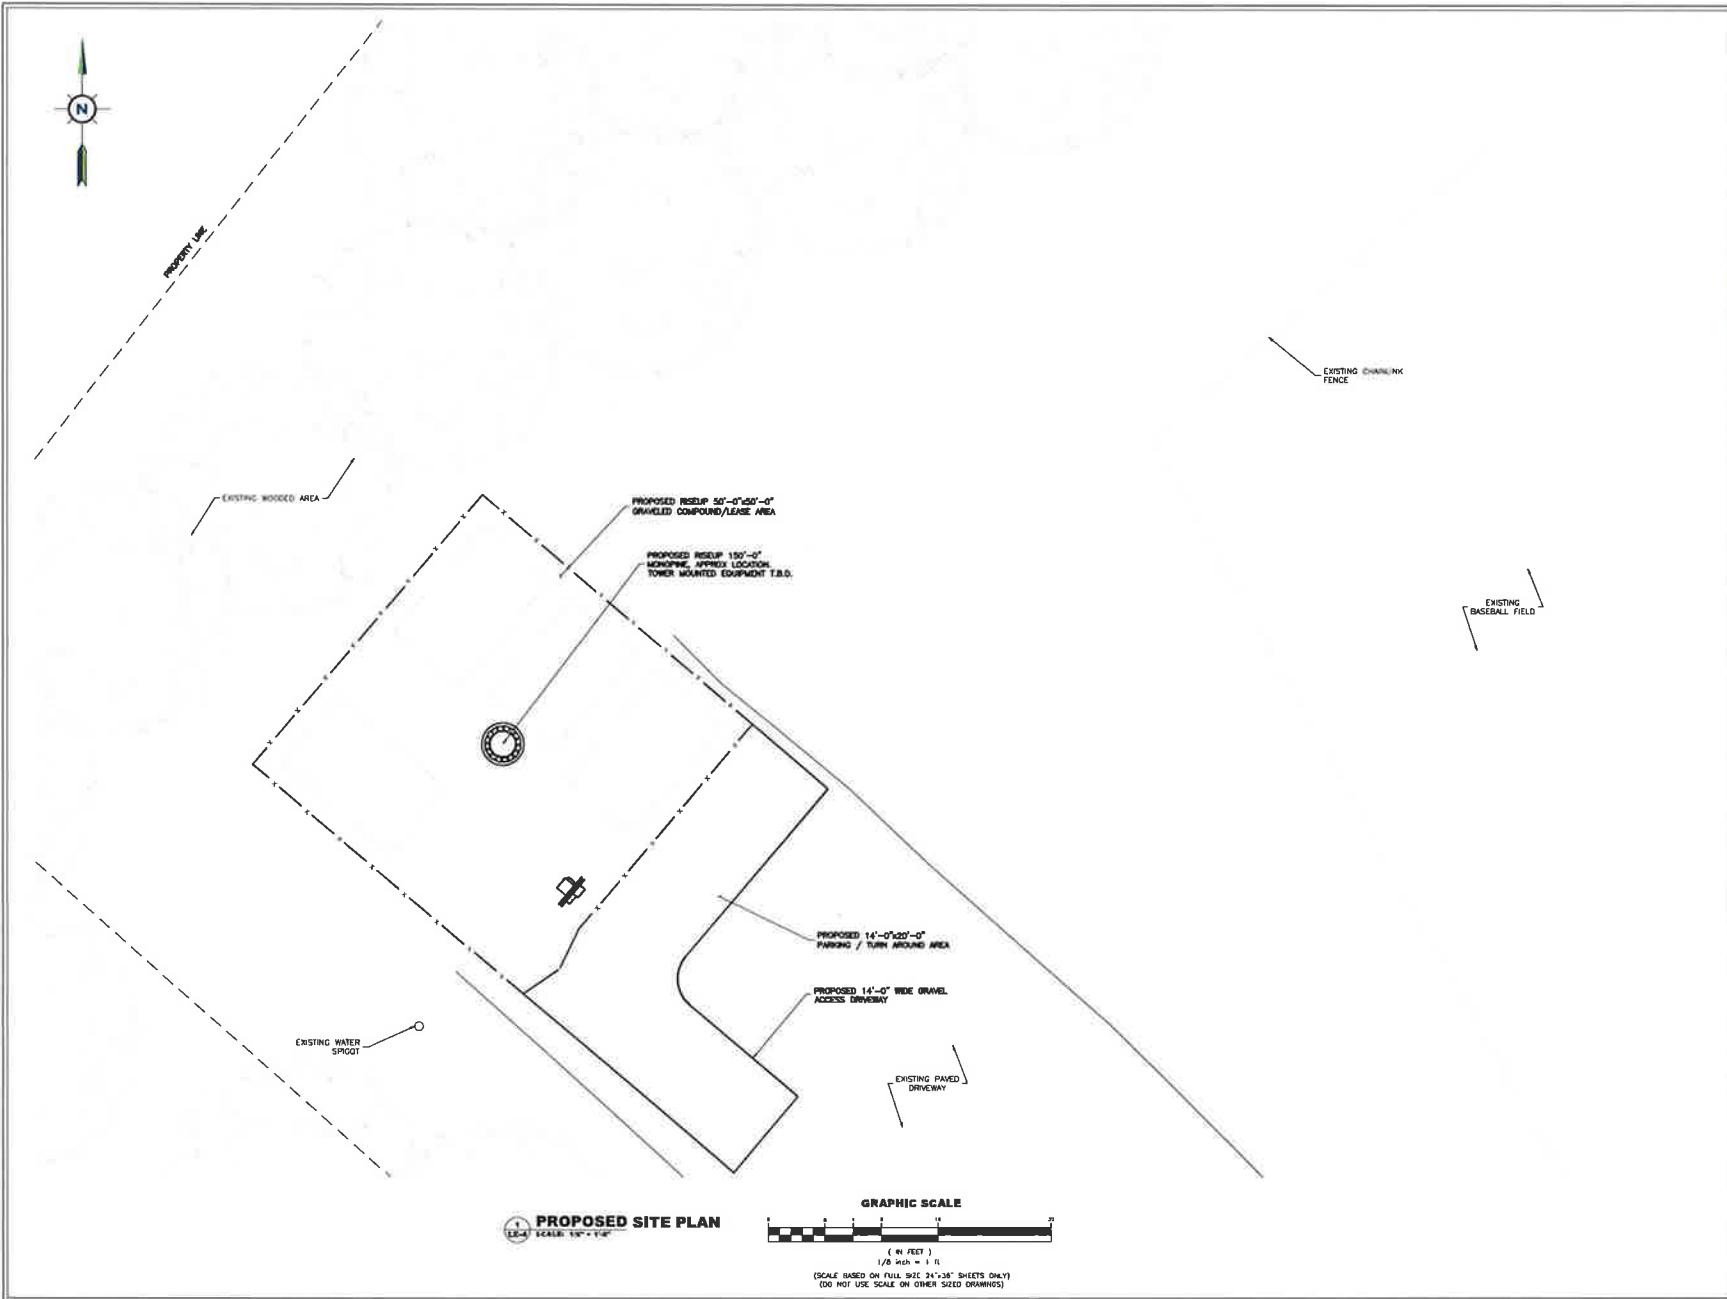 N
PROPERTY LINE
EXISTING CHAINLINK
FENCE
EXISTING WOODED AREA
PROPOSED RISEUP 50'-0"x50'-0"
GRAVELED COMPOUND/LEASE AREA
PROPOSED RISEUP 150'-0"
MONOPINE, APPROX LOCATION.
TOWER MOUNTED EQUIPMENT T.B.D.
EXISTING
BASEBALL FIELD
PROPOSED 14'-0"x20'-0"
PARKING / TURN AROUND AREA
PROPOSED 14'-0" WIDE GRAVEL
ACCESS DRIVEWAY
EXISTING WATER
SPIGOT
EXISTING PAVED
DRIVEWAY
1
PROPOSED SITE PLAN
SCALE:
GRAPHIC SCALE
( IN FEET )
1/8 inch = 1 ft
(SCALE BASED ON FULL SIZE 24"x36" SHEETS ONLY)
(DO NOT USE SCALE ON OTHER SIZED DRAWINGS)